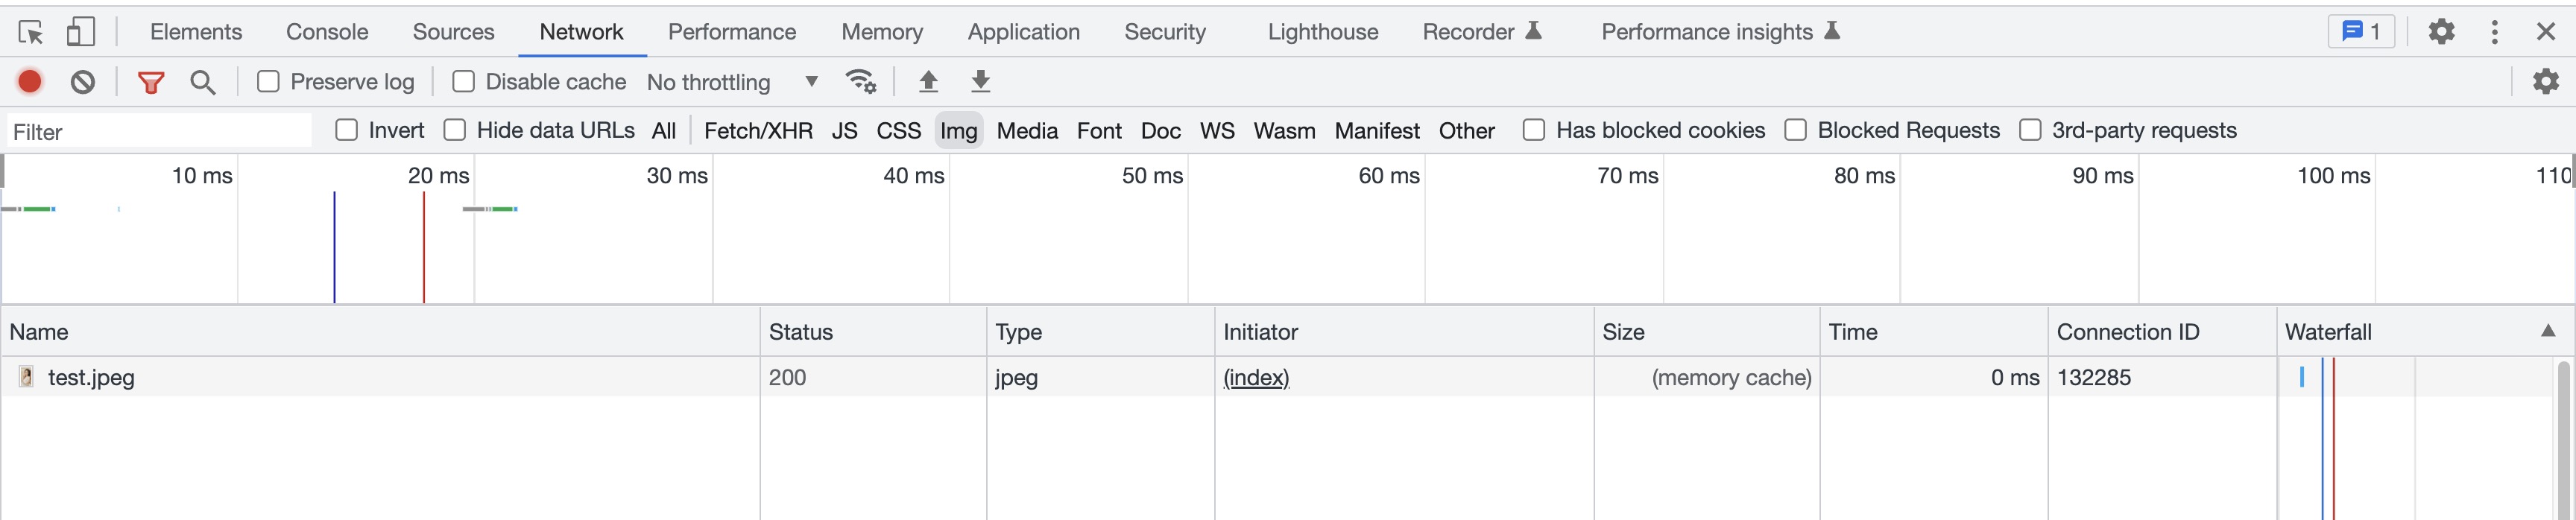 Elements Console Sources Network Performance Memory Application Security Lighthouse Recorder Performance insights 1
Preserve log Disable cache No throttling
Filter Invert Hide data URLs All Fetch/XHR JS CSS Img Media Font Doc WS Wasm Manifest Other Has blocked cookies Blocked Requests 3rd-party requests
10 ms 20 ms 30 ms 40 ms 50 ms 60 ms 70 ms 80 ms 90 ms 100 ms 110
Name Status Type Initiator Size Time Connection ID Waterfall
test.jpeg 200 jpeg (index) (memory cache) 0 ms 132285